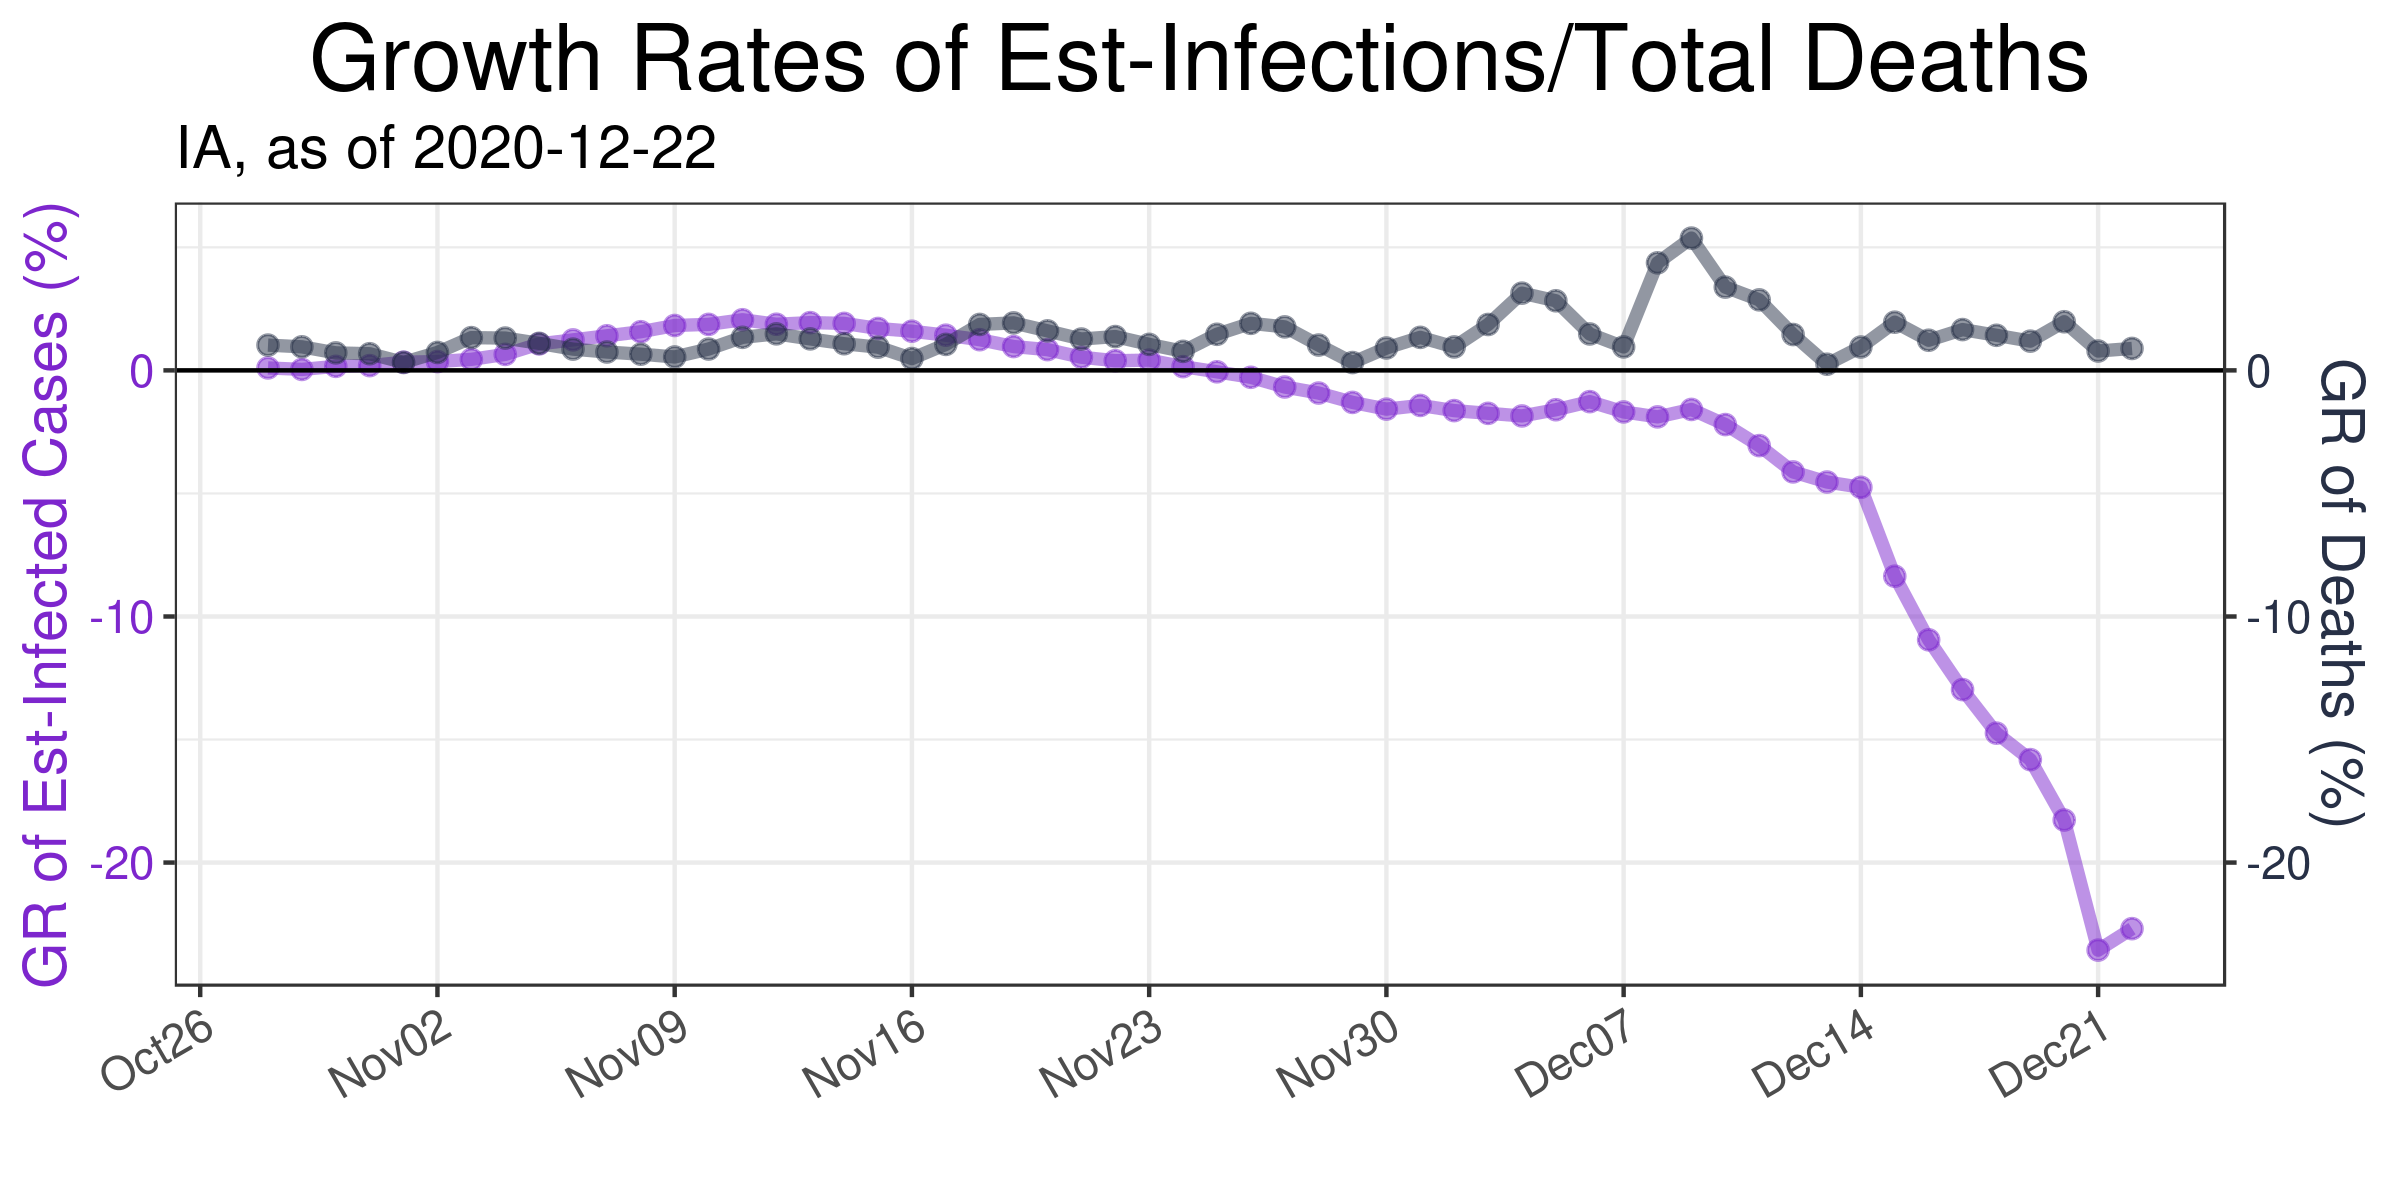 Growth Rates of Est-Infections/Total Deaths
IA, as of 2020-12-22
GR of Est-Infected Cases (%)
0
-10
-20
0
-10
-20
GR of Deaths (%)
Oct26
Nov02
Nov09
Nov16
Nov23
Nov30
Dec07
Dec14
Dec21